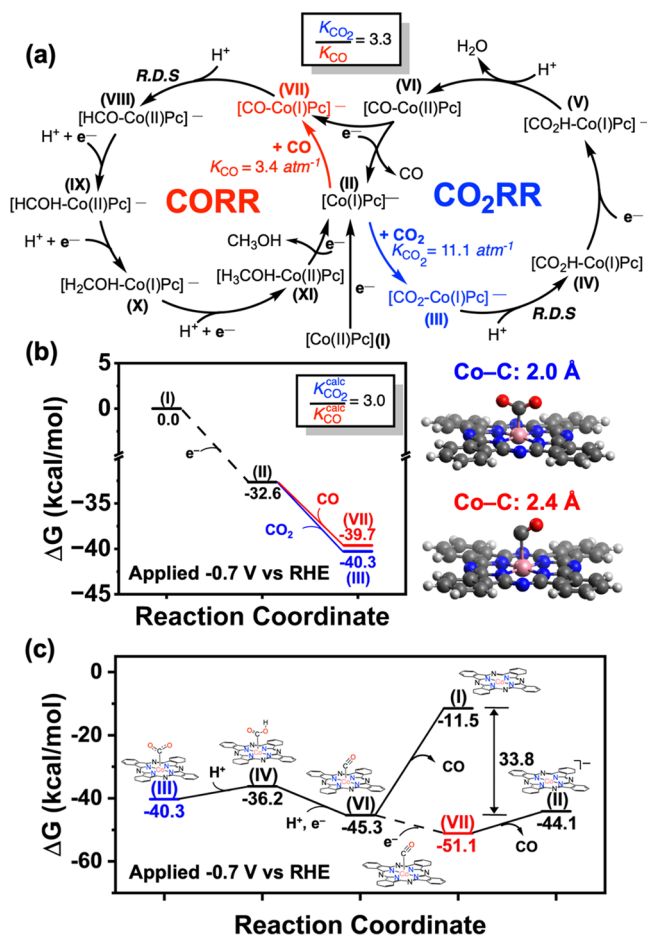 (a)
K_CO2 / K_CO = 3.3
H⁺
R.D.S
(VII)
(VIII)
[HCO-Co(II)Pc] —
[CO-Co(I)Pc] —
(VI)
[CO-Co(II)Pc] —
H₂O
H⁺
(V)
[CO₂H-Co(I)Pc] —
H⁺ + e—
(IX)
[HCOH-Co(II)Pc] —
+ CO
K_CO = 3.4 atm⁻¹
e—
CO
CORR
(II)
[Co(I)Pc]—
CO₂RR
H⁺ + e—
CH₃OH
e—
+ CO₂
K_CO2 = 11.1 atm⁻¹
e—
[H₂COH-Co(I)Pc] —
(X)
[H₃COH-Co(II)Pc]
(XI)
H⁺ + e—
e—
[CO₂-Co(I)Pc] —
(III)
[CO₂H-Co(I)Pc]
(IV)
H⁺
R.D.S
[Co(II)Pc](I)
(b)
ΔG (kcal/mol)
0
−35
−40
−45
(I)
0.0
e—
(II)
-32.6
K_CO2^calc / K_CO^calc = 3.0
CO
CO₂
(VII)
-39.7
-40.3
(III)
Applied -0.7 V vs RHE
Reaction Coordinate
Co–C: 2.0 Å
Co–C: 2.4 Å
(c)
ΔG (kcal/mol)
0
-20
-40
-60
(III)
-40.3
H⁺
(IV)
-36.2
H⁺, e—
(VI)
-45.3
CO
(I)
-11.5
33.8
e—
(VII)
-51.1
CO
(II)
-44.1
Applied -0.7 V vs RHE
Reaction Coordinate